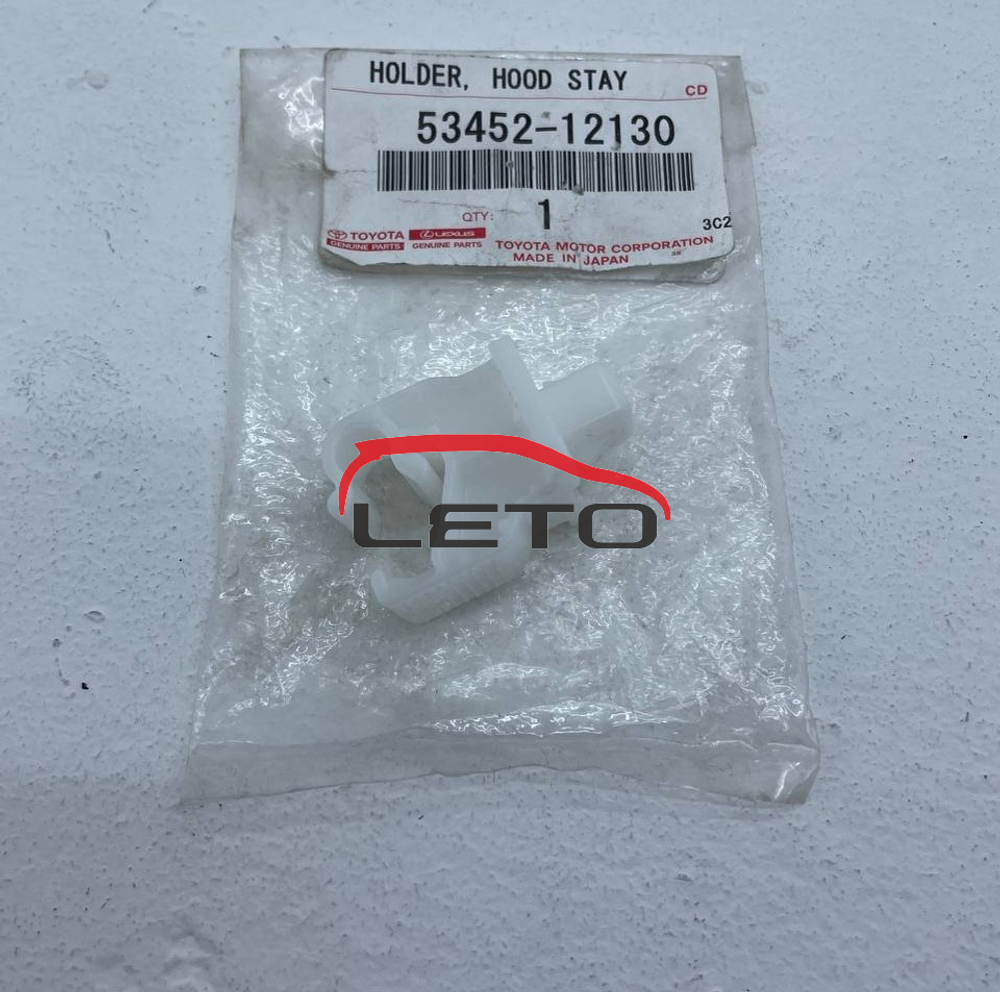 HOLDER, HOOD STAY
CD
53452-12130
QTY: 1
3C2
TOYOTA LEXUS
GENUINE PARTS GENUINE PARTS
TOYOTA MOTOR CORPORATION
MADE IN JAPAN
LETO